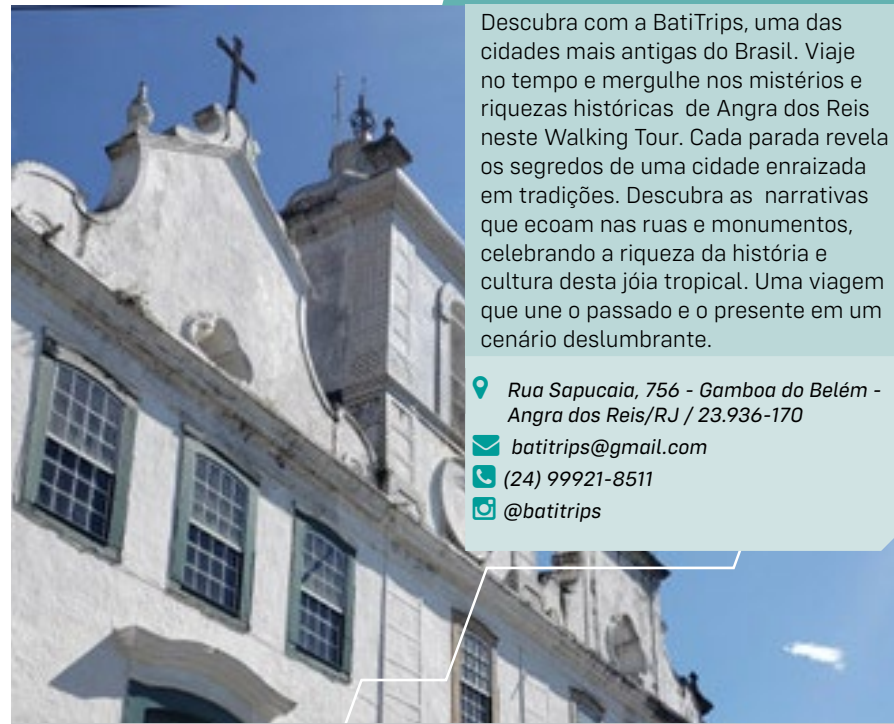 Descubra com a BatiTrips, uma das
cidades mais antigas do Brasil. Viaje
no tempo e mergulhe nos mistérios e
riquezas históricas de Angra dos Reis
neste Walking Tour. Cada parada revela
os segredos de uma cidade enraizada
em tradições. Descubra as narrativas
que ecoam nas ruas e monumentos,
celebrando a riqueza da história e
cultura desta jóia tropical. Uma viagem
que une o passado e o presente em um
cenário deslumbrante.
Rua Sapucaia, 756 - Gamboa do Belém -
Angra dos Reis/RJ / 23.936-170
batitrips@gmail.com
(24) 99921-8511
@batitrips